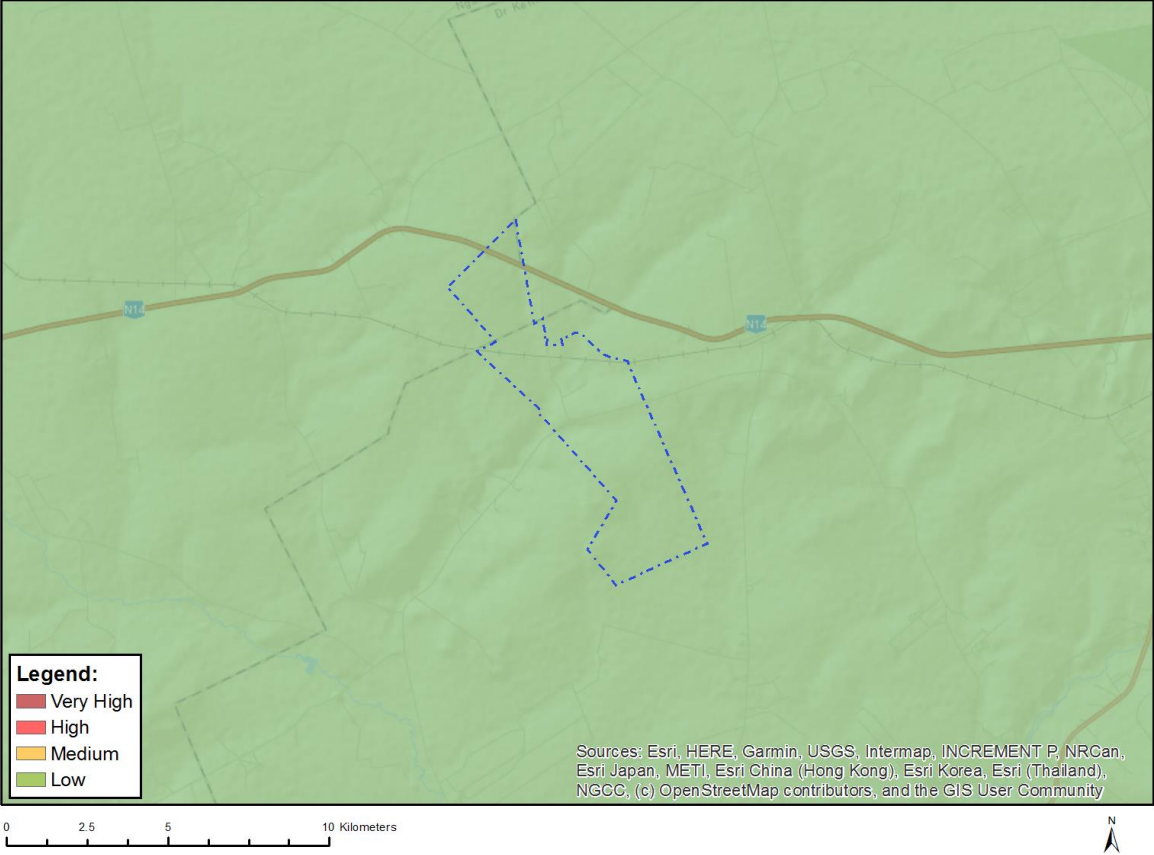 N14
N14
Legend:
Very High
High
Medium
Low
Sources: Esri, HERE, Garmin, USGS, Intermap, INCREMENT P, NRCan,
Esri Japan, METI, Esri China (Hong Kong), Esri Korea, Esri (Thailand),
NGCC, (c) OpenStreetMap contributors, and the GIS User Community
0 2.5 5 10 Kilometers
N